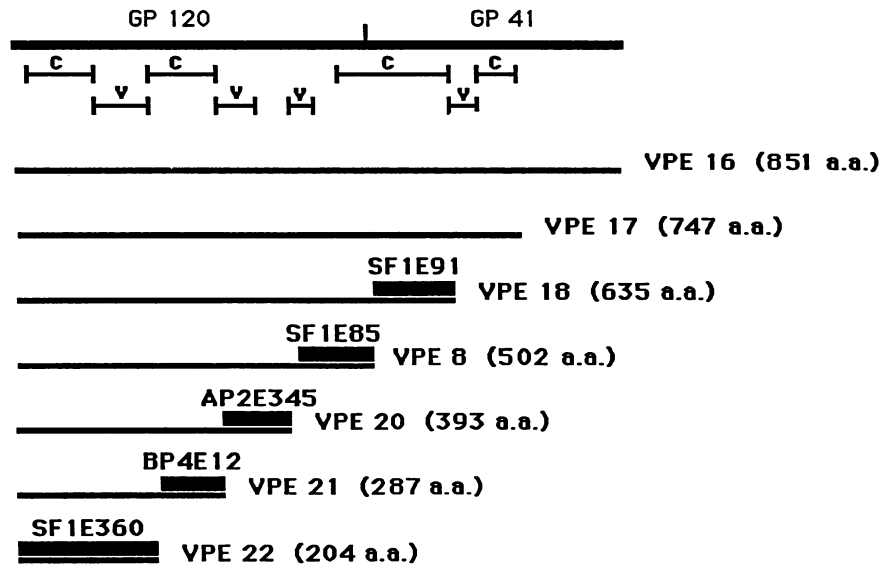 GP 120 GP 41
C C C C
V V V V
VPE 16 (851 a.a.)
VPE 17 (747 a.a.)
SF1E91
VPE 18 (635 a.a.)
SF1E85
VPE 8 (502 a.a.)
AP2E345
VPE 20 (393 a.a.)
BP4E12
VPE 21 (287 a.a.)
SF1E360
VPE 22 (204 a.a.)